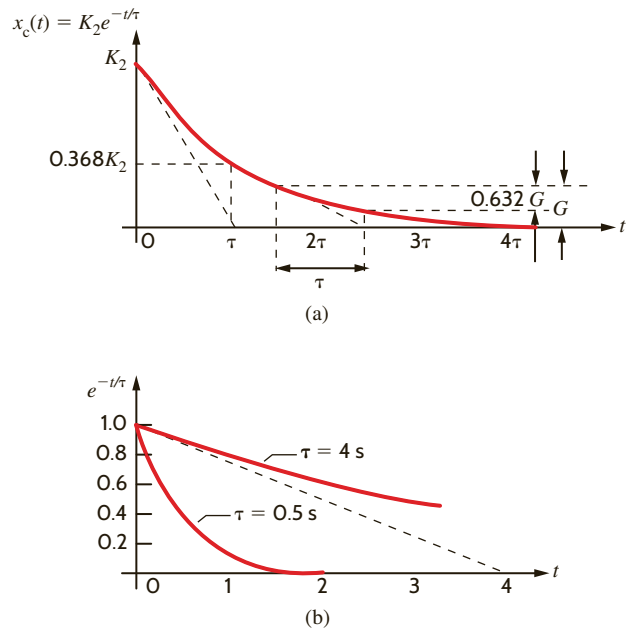 x_c(t) = K_2 e^{−t/τ}
K_2
0.368K_2
0.632 G
G
0 τ 2τ 3τ 4τ t
τ
(a)
e^{−t/τ}
1.0
0.8
τ = 4 s
0.6
0.4
τ = 0.5 s
0.2
0 1 2 3 4 t
(b)